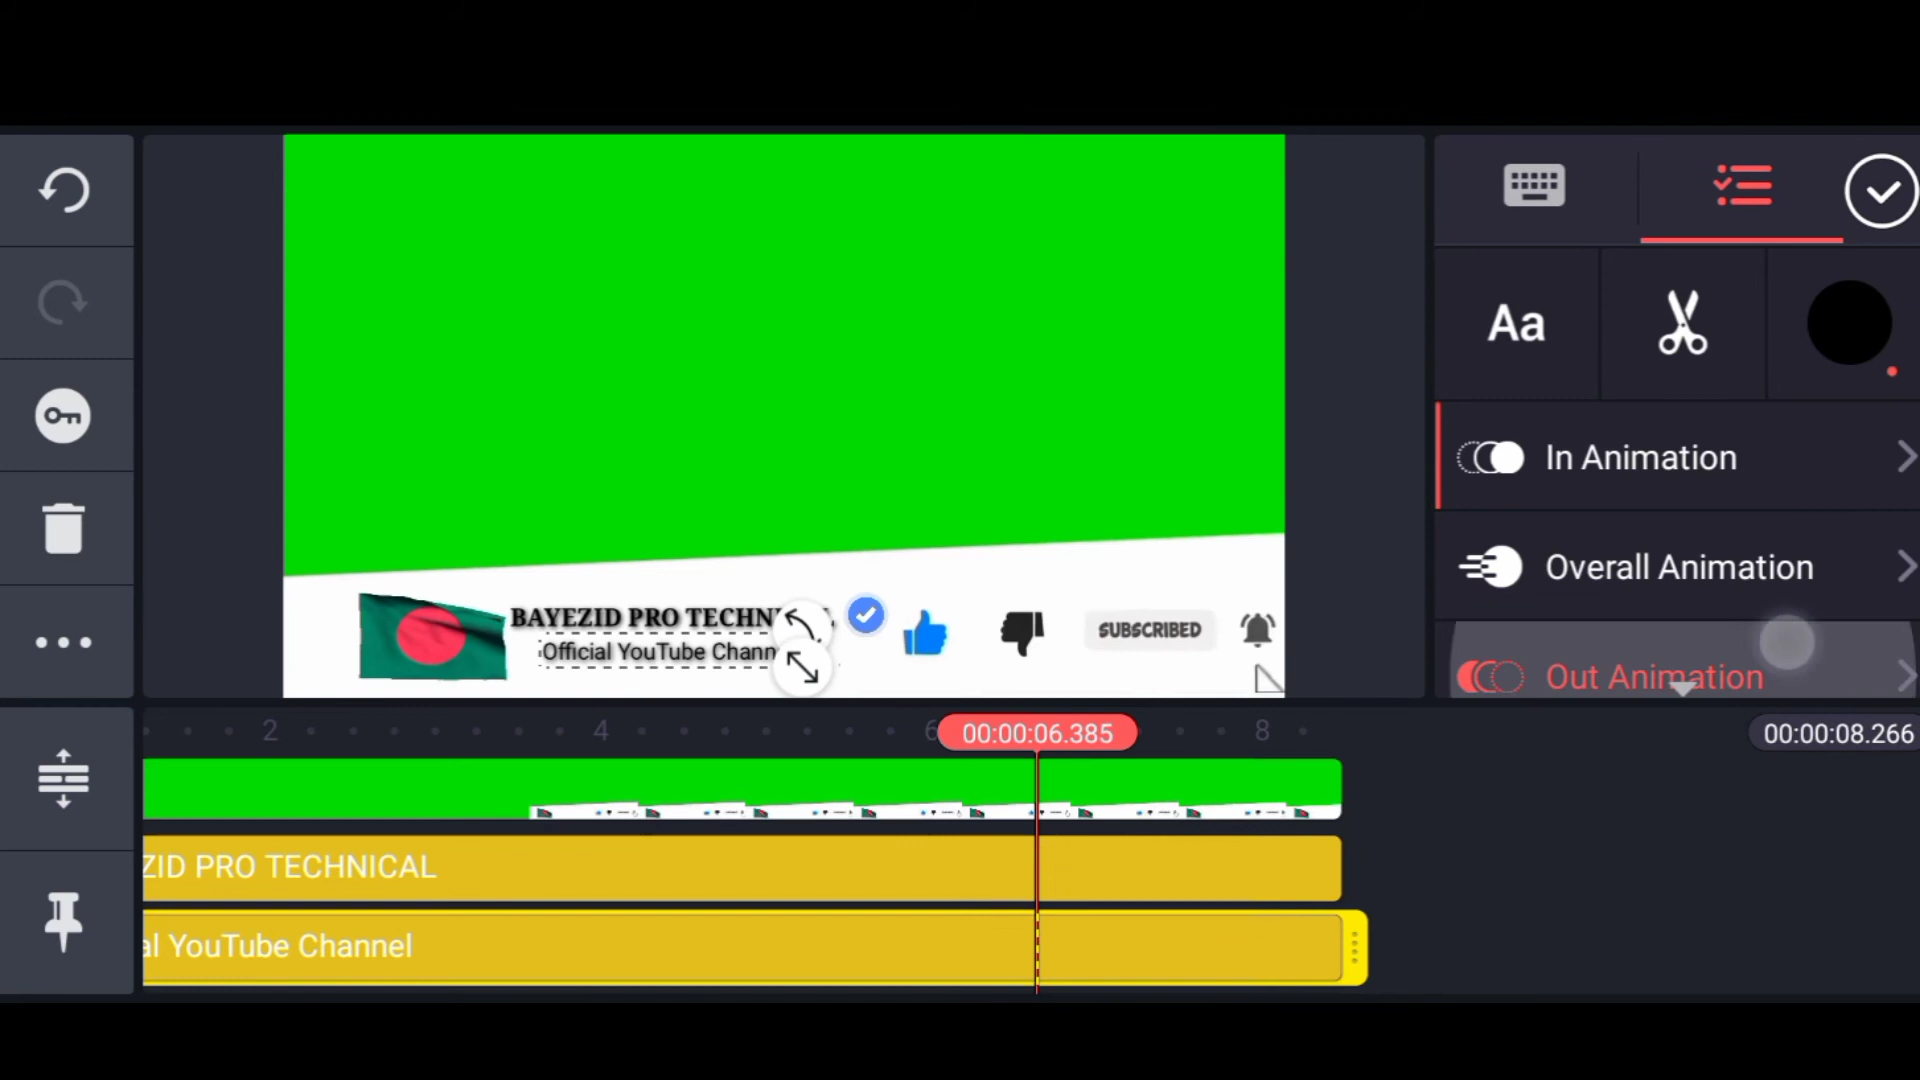 Aa
In Animation
Overall Animation
Out Animation
BAYEZID PRO TECHN
Official YouTube Chann
SUBSCRIBED
2
4
6
00:00:06.385
8
00:00:08.266
ZID PRO TECHNICAL
al YouTube Channel